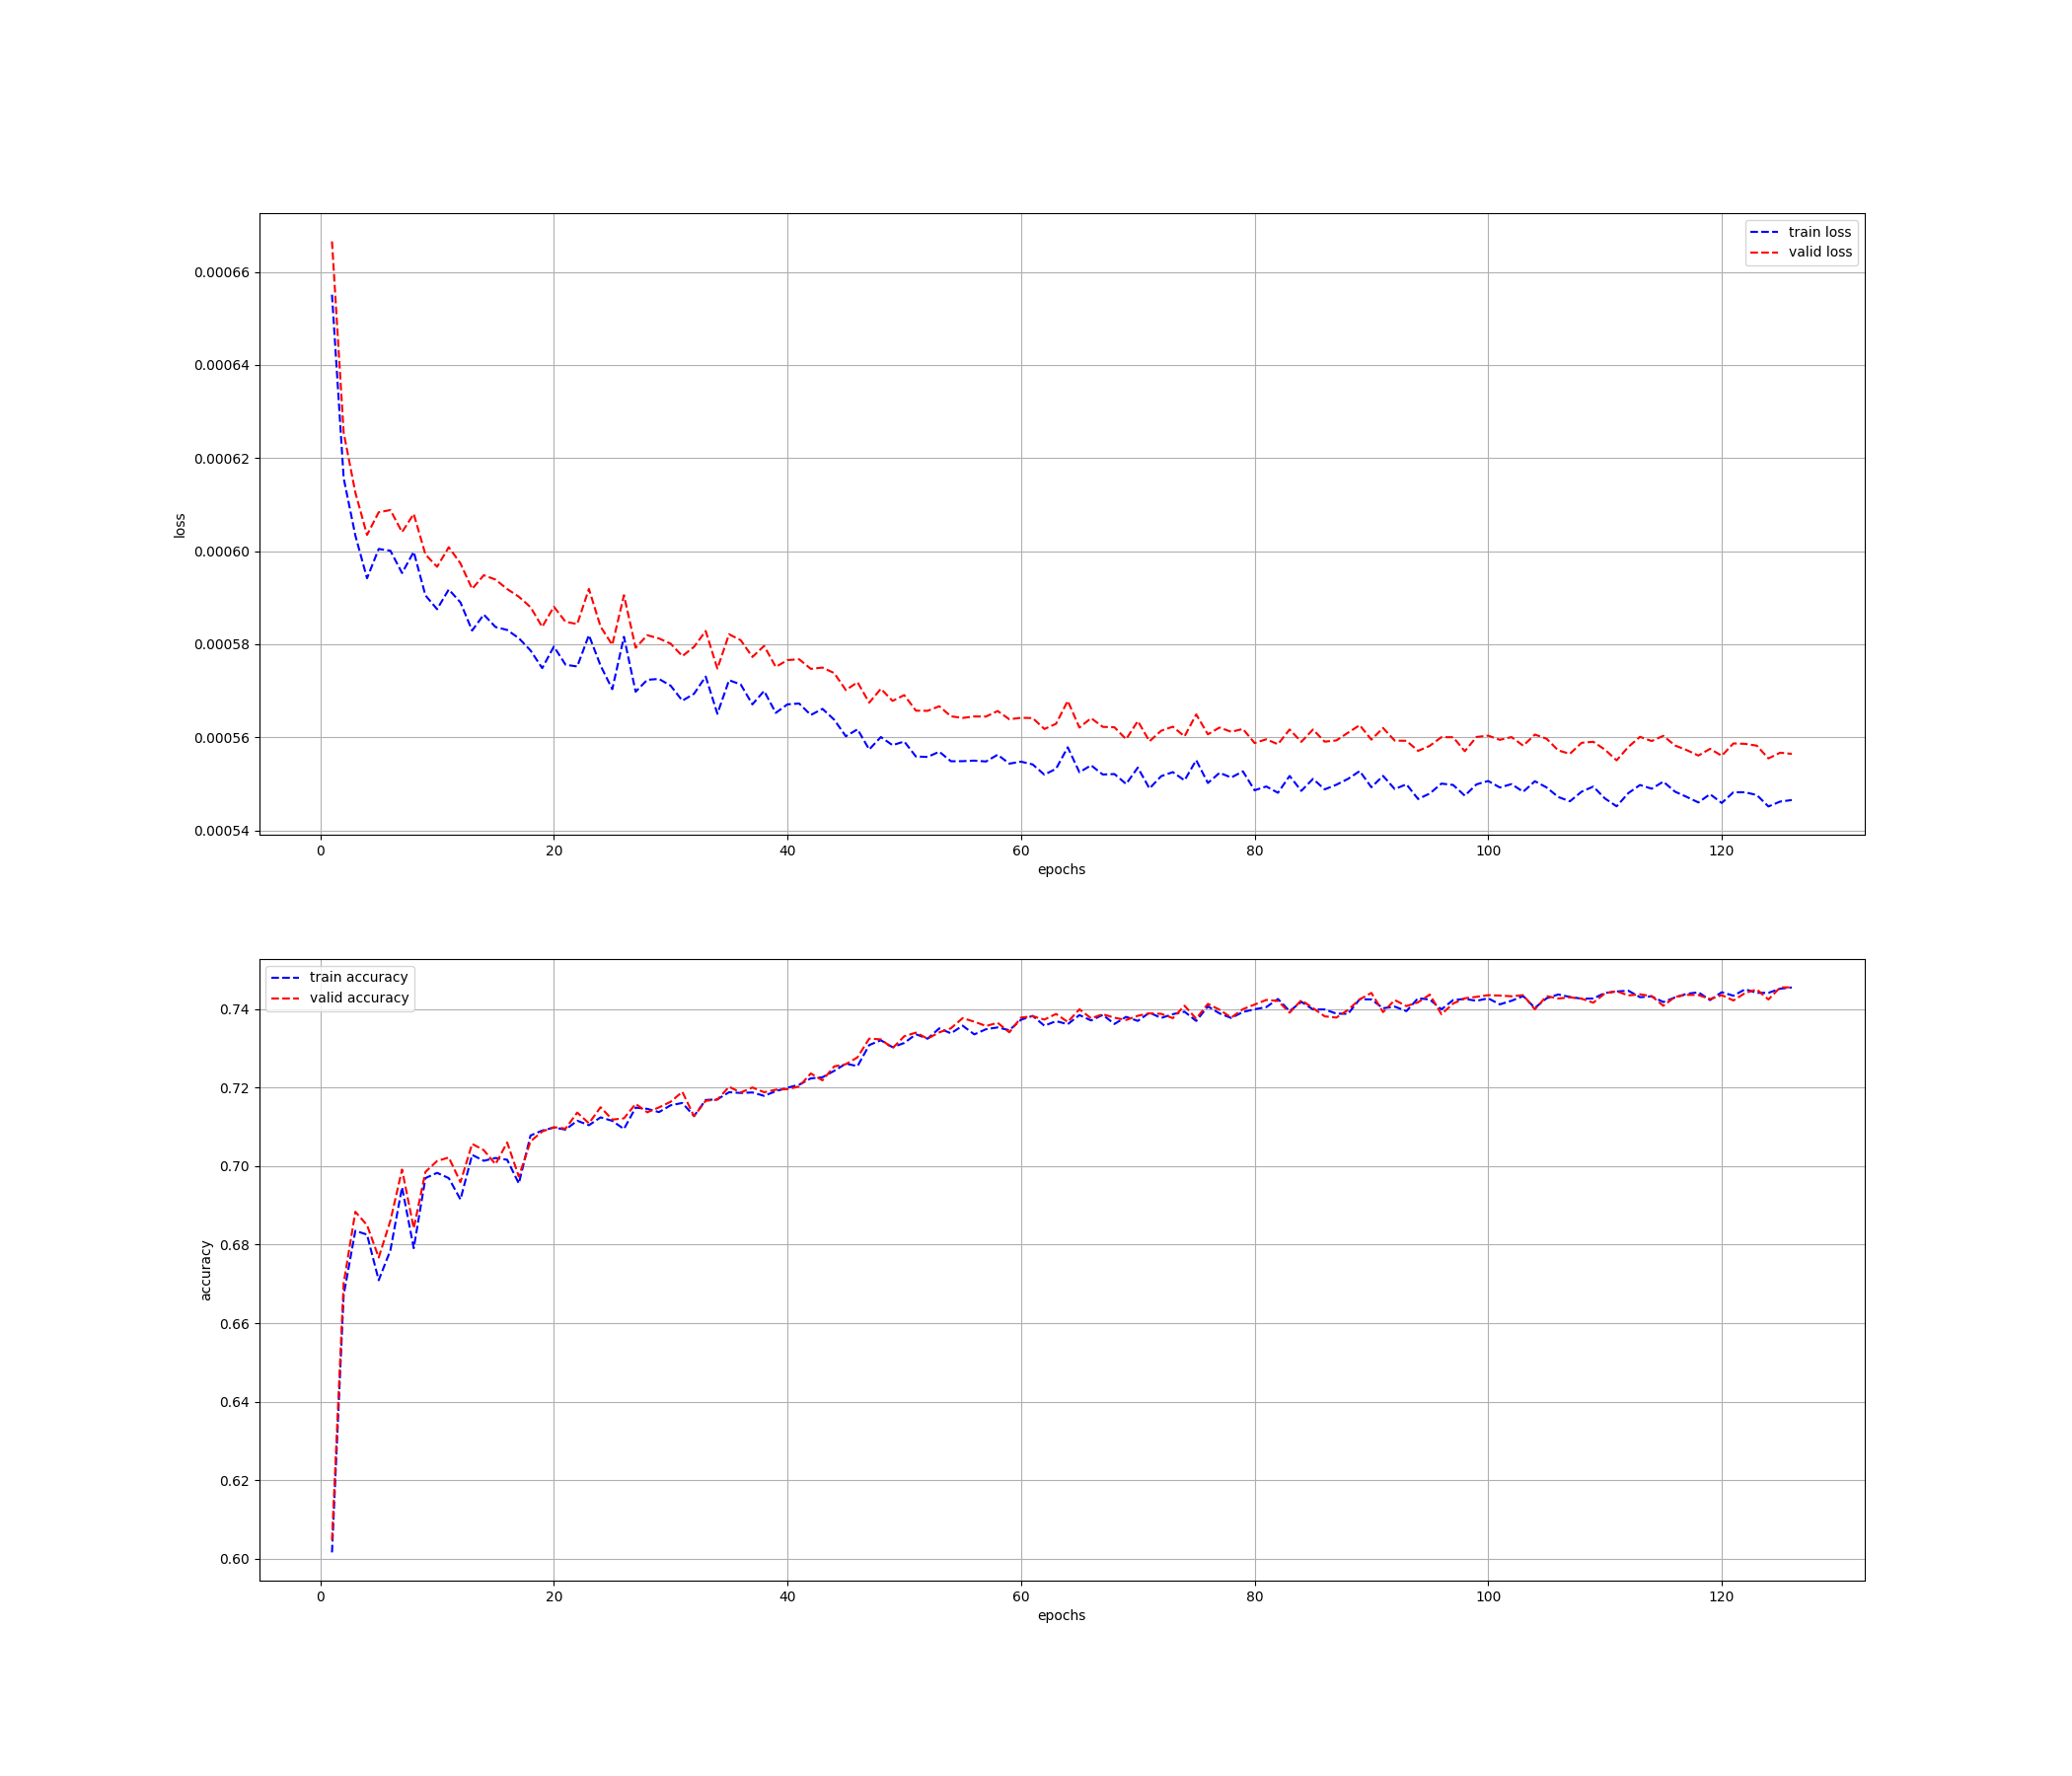 train loss
valid loss
0.00066
0.00064
0.00062
0.00060
0.00058
0.00056
0.00054
loss
0 20 40 60 80 100 120
epochs
train accuracy
valid accuracy
0.74
0.72
0.70
0.68
0.66
0.64
0.62
0.60
accuracy
0 20 40 60 80 100 120
epochs